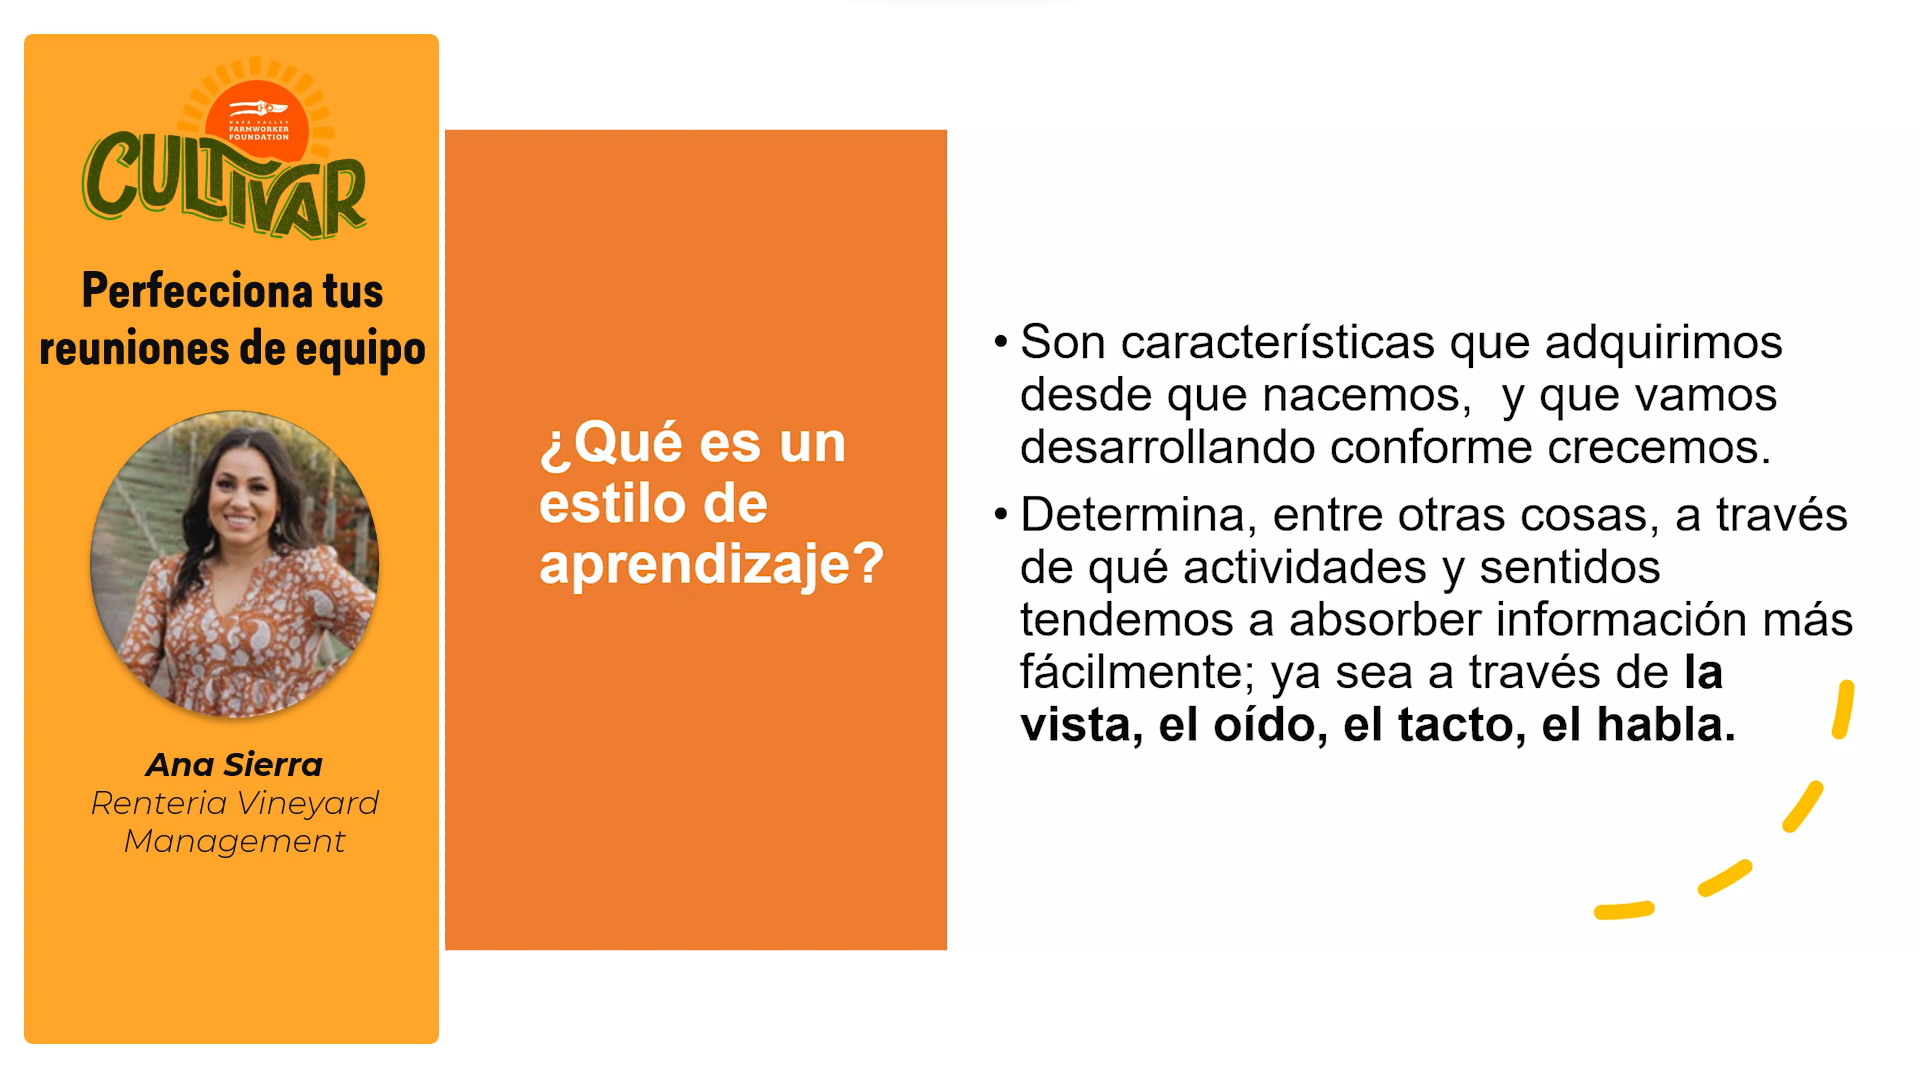 NAPA VALLEY
FARMWORKER
FOUNDATION
CULTIVAR
Perfecciona tus
reuniones de equipo
Ana Sierra
Renteria Vineyard
Management
¿Qué es un
estilo de
aprendizaje?
• Son características que adquirimos
desde que nacemos,  y que vamos
desarrollando conforme crecemos.
• Determina, entre otras cosas, a través
de qué actividades y sentidos
tendemos a absorber información más
fácilmente; ya sea a través de la
vista, el oído, el tacto, el habla.